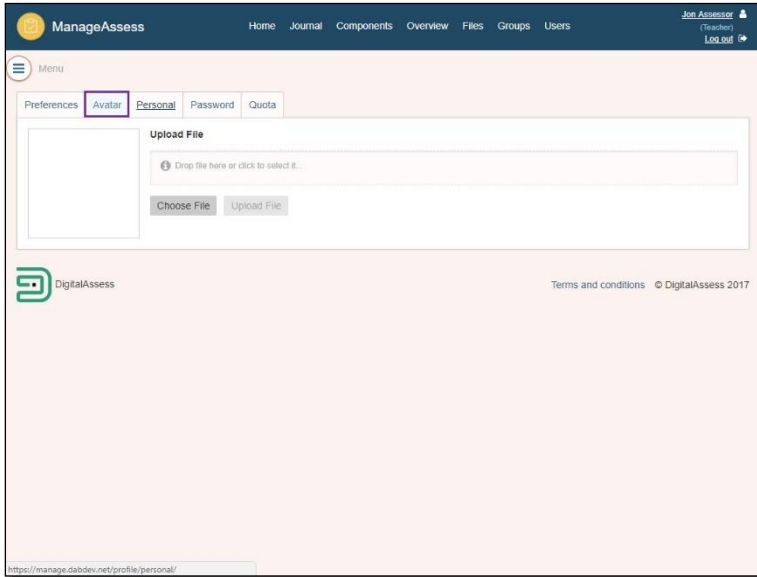 ManageAssess Home Journal Components Overview Files Groups Users
Jon Assessor
(Teacher)
Log out
Menu
Preferences Avatar Personal Password Quota
Upload File
Drop file here or click to select it...
Choose File Upload File
DigitalAssess Terms and conditions © DigitalAssess 2017
https://manage.dabdev.net/profile/personal/